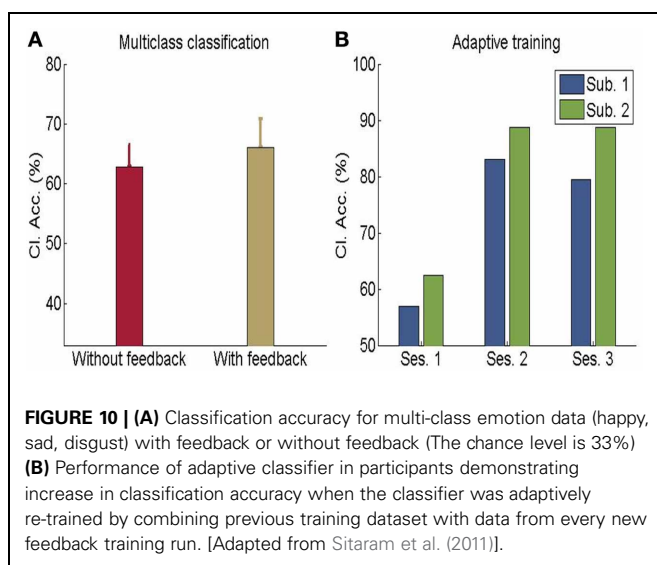 A Multiclass classification
80
70
60
50
40
Cl. Acc. (%)
Without feedback With feedback
B Adaptive training
100
90
80
70
60
50
Cl. Acc. (%)
Sub. 1
Sub. 2
Ses. 1 Ses. 2 Ses. 3
FIGURE 10 | (A) Classification accuracy for multi-class emotion data (happy,
sad, disgust) with feedback or without feedback (The chance level is 33%)
(B) Performance of adaptive classifier in participants demonstrating
increase in classification accuracy when the classifier was adaptively
re-trained by combining previous training dataset with data from every new
feedback training run. [Adapted from Sitaram et al. (2011)].